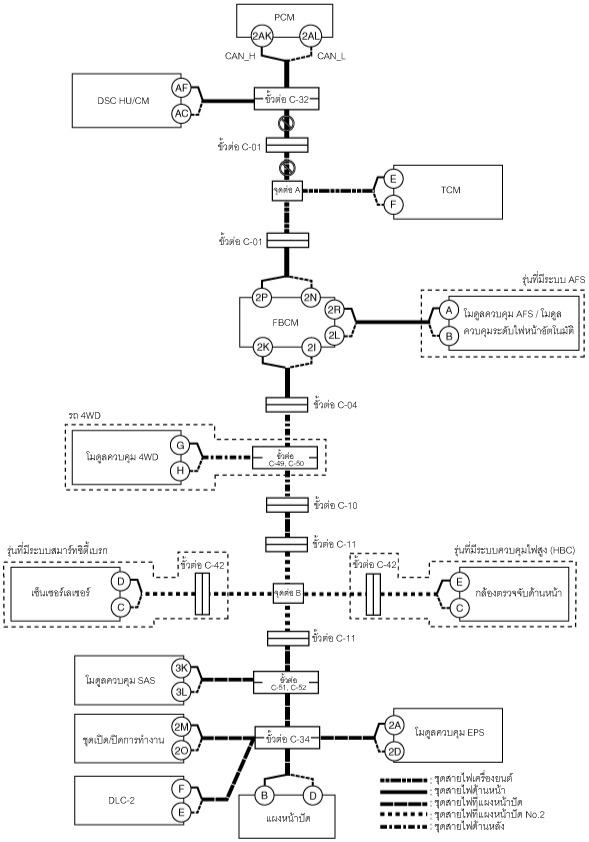 PCM
2AK
2AL
CAN_H
CAN_L
DSC HU/CM
AF
AC
ขั้วต่อ C-32
ขั้วต่อ C-01
จุดต่อ A
E
F
TCM
ขั้วต่อ C-01
2P
2N
FBCM
2R
2L
2K
2I
รุ่นที่มีระบบ AFS
A
B
โมดูลควบคุม AFS / โมดูล
ควบคุมระดับไฟหน้าอัตโนมัติ
ขั้วต่อ C-04
รถ 4WD
โมดูลควบคุม 4WD
G
H
ขั้วต่อ
C-49, C-50
ขั้วต่อ C-10
ขั้วต่อ C-11
รุ่นที่มีระบบสมาร์ทซิตี้เบรก
ขั้วต่อ C-42
เซ็นเซอร์เลเซอร์
D
C
จุดต่อ B
รุ่นที่มีระบบควบคุมไฟสูง (HBC)
ขั้วต่อ C-42
E
C
กล้องตรวจจับด้านหน้า
ขั้วต่อ C-11
โมดูลควบคุม SAS
3K
3L
ขั้วต่อ
C-51, C-52
ชุดเปิด/ปิดการทำงาน
2M
2O
ขั้วต่อ C-34
2A
2D
โมดูลควบคุม EPS
DLC-2
F
E
B
D
แผงหน้าปัด
: ชุดสายไฟเครื่องยนต์
: ชุดสายไฟด้านหน้า
: ชุดสายไฟที่แผงหน้าปัด
: ชุดสายไฟที่แผงหน้าปัด No.2
: ชุดสายไฟด้านหลัง